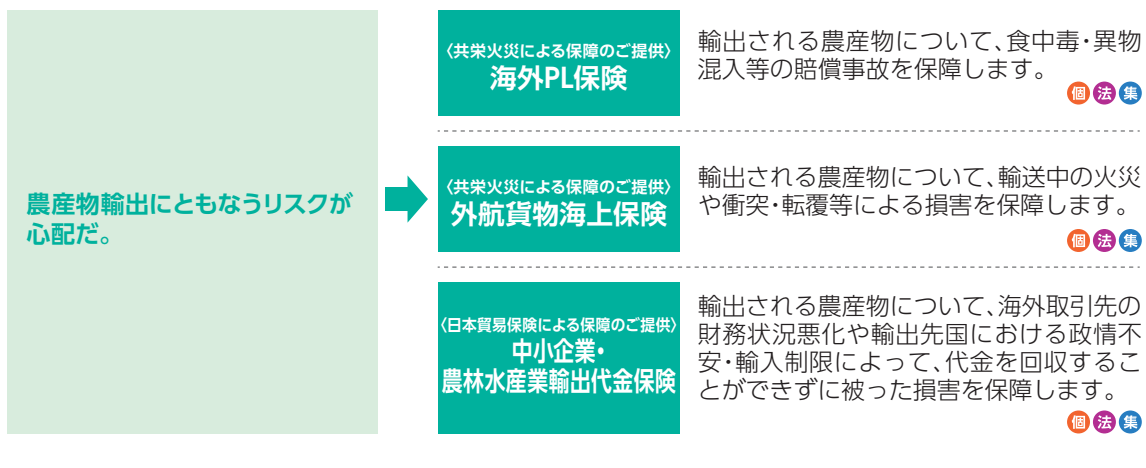 農産物輸出にともなうリスクが
心配だ。
〈共栄火災による保障のご提供〉
海外PL保険
輸出される農産物について、食中毒・異物
混入等の賠償事故を保障します。
個 法 集
〈共栄火災による保障のご提供〉
外航貨物海上保険
輸出される農産物について、輸送中の火災
や衝突・転覆等による損害を保障します。
個 法 集
〈日本貿易保険による保障のご提供〉
中小企業・
農林水産業輸出代金保険
輸出される農産物について、海外取引先の
財務状況悪化や輸出先国における政情不
安・輸入制限によって、代金を回収するこ
とができずに被った損害を保障します。
個 法 集